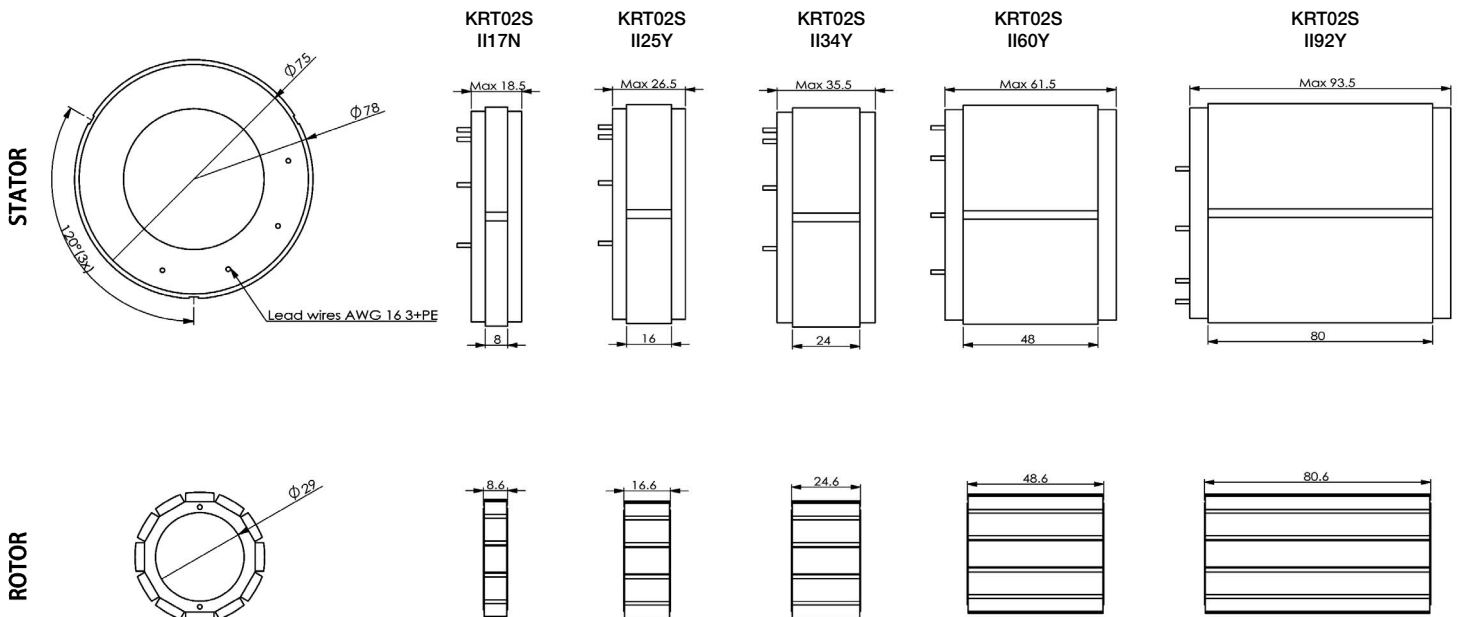 KRT02S
II17N
KRT02S
II25Y
KRT02S
II34Y
KRT02S
II60Y
KRT02S
II92Y
STATOR
Φ75
Φ78
120°(3x)
Lead wires AWG 16 3+PE
Max 18.5
Max 26.5
Max 35.5
Max 61.5
Max 93.5
8
16
24
48
80
ROTOR
Φ29
8.6
16.6
24.6
48.6
80.6